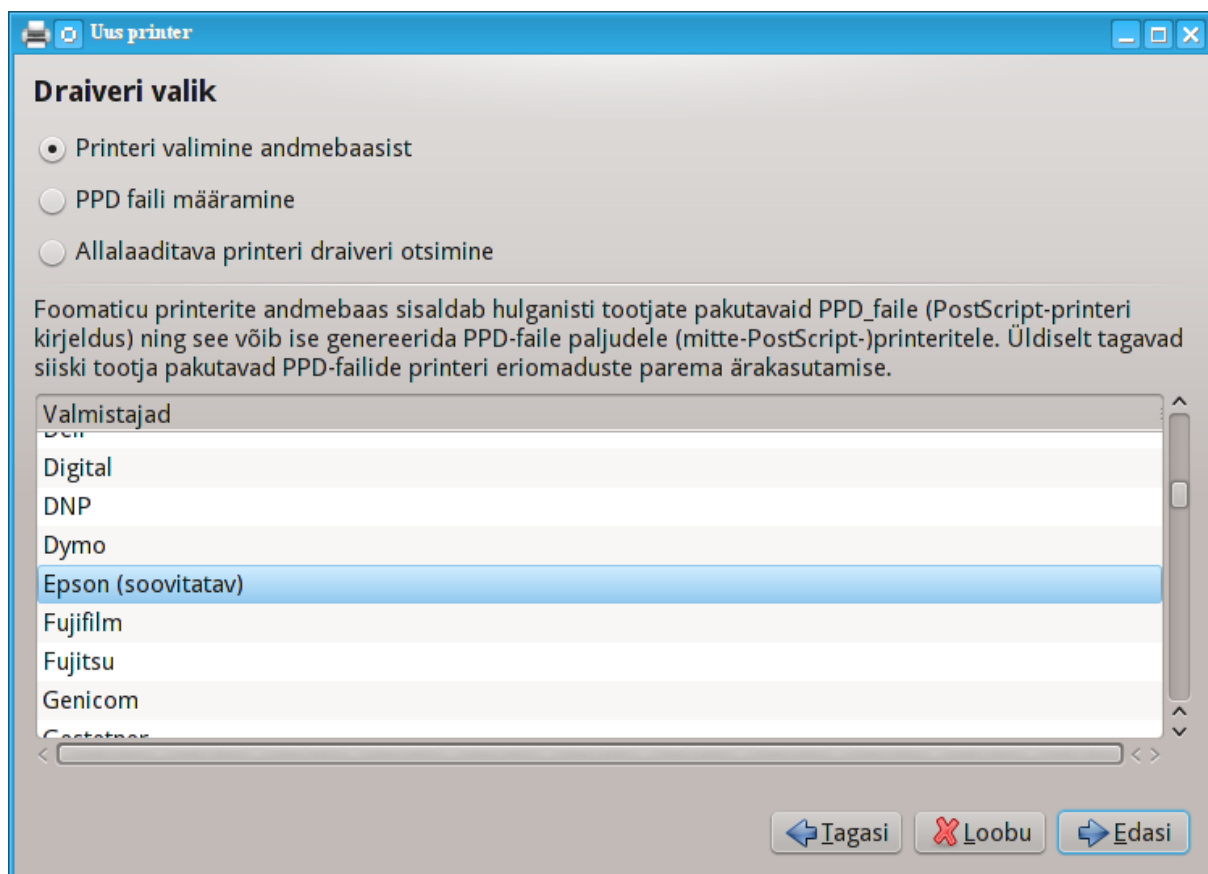 Uus printer
Draiveri valik
Printeri valimine andmebaasist
PPD faili määramine
Allalaaditava printeri draiveri otsimine
Foomaticu printerite andmebaas sisaldab hulganisti tootjate pakutavaid PPD_faile (PostScript-printeri
kirjeldus) ning see võib ise genereerida PPD-faile paljudele (mitte-PostScript-)printeritele. Üldiselt tagavad
siiski tootja pakutavad PPD-failide printeri eriomaduste parema ärakasutamise.
Valmistajad
Digital
DNP
Dymo
Epson (soovitatav)
Fujifilm
Fujitsu
Genicom
Tagasi Loobu Edasi